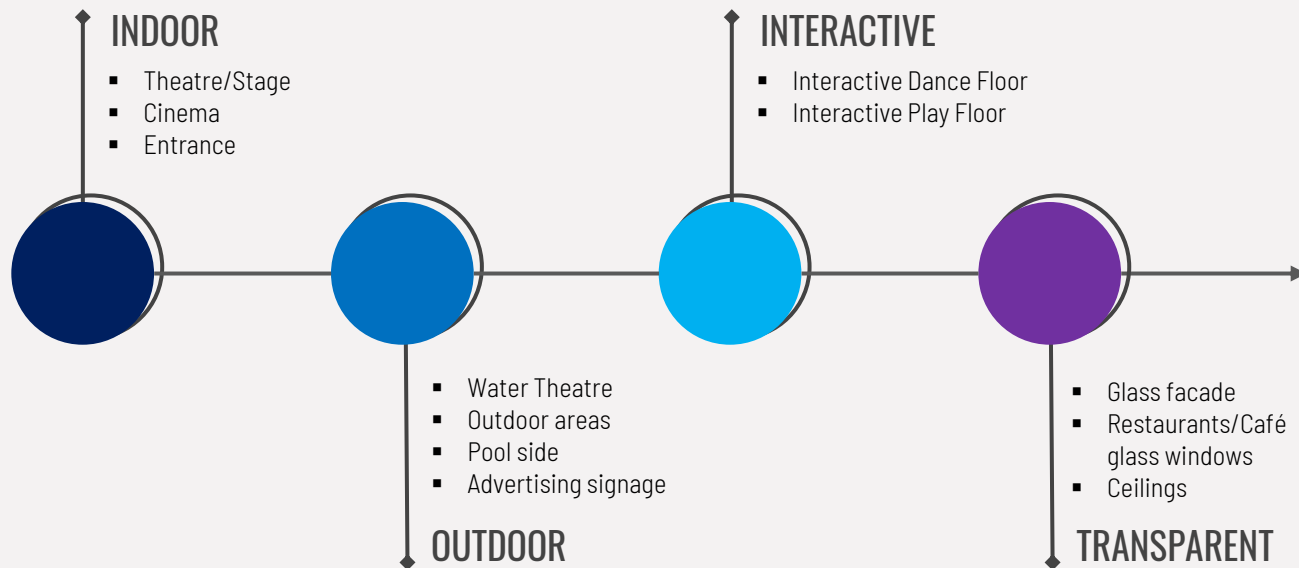 INDOOR
▪ Theatre/Stage
▪ Cinema
▪ Entrance
INTERACTIVE
▪ Interactive Dance Floor
▪ Interactive Play Floor
▪ Water Theatre
▪ Outdoor areas
▪ Pool side
▪ Advertising signage
OUTDOOR
▪ Glass facade
▪ Restaurants/Café
glass windows
▪ Ceilings
TRANSPARENT